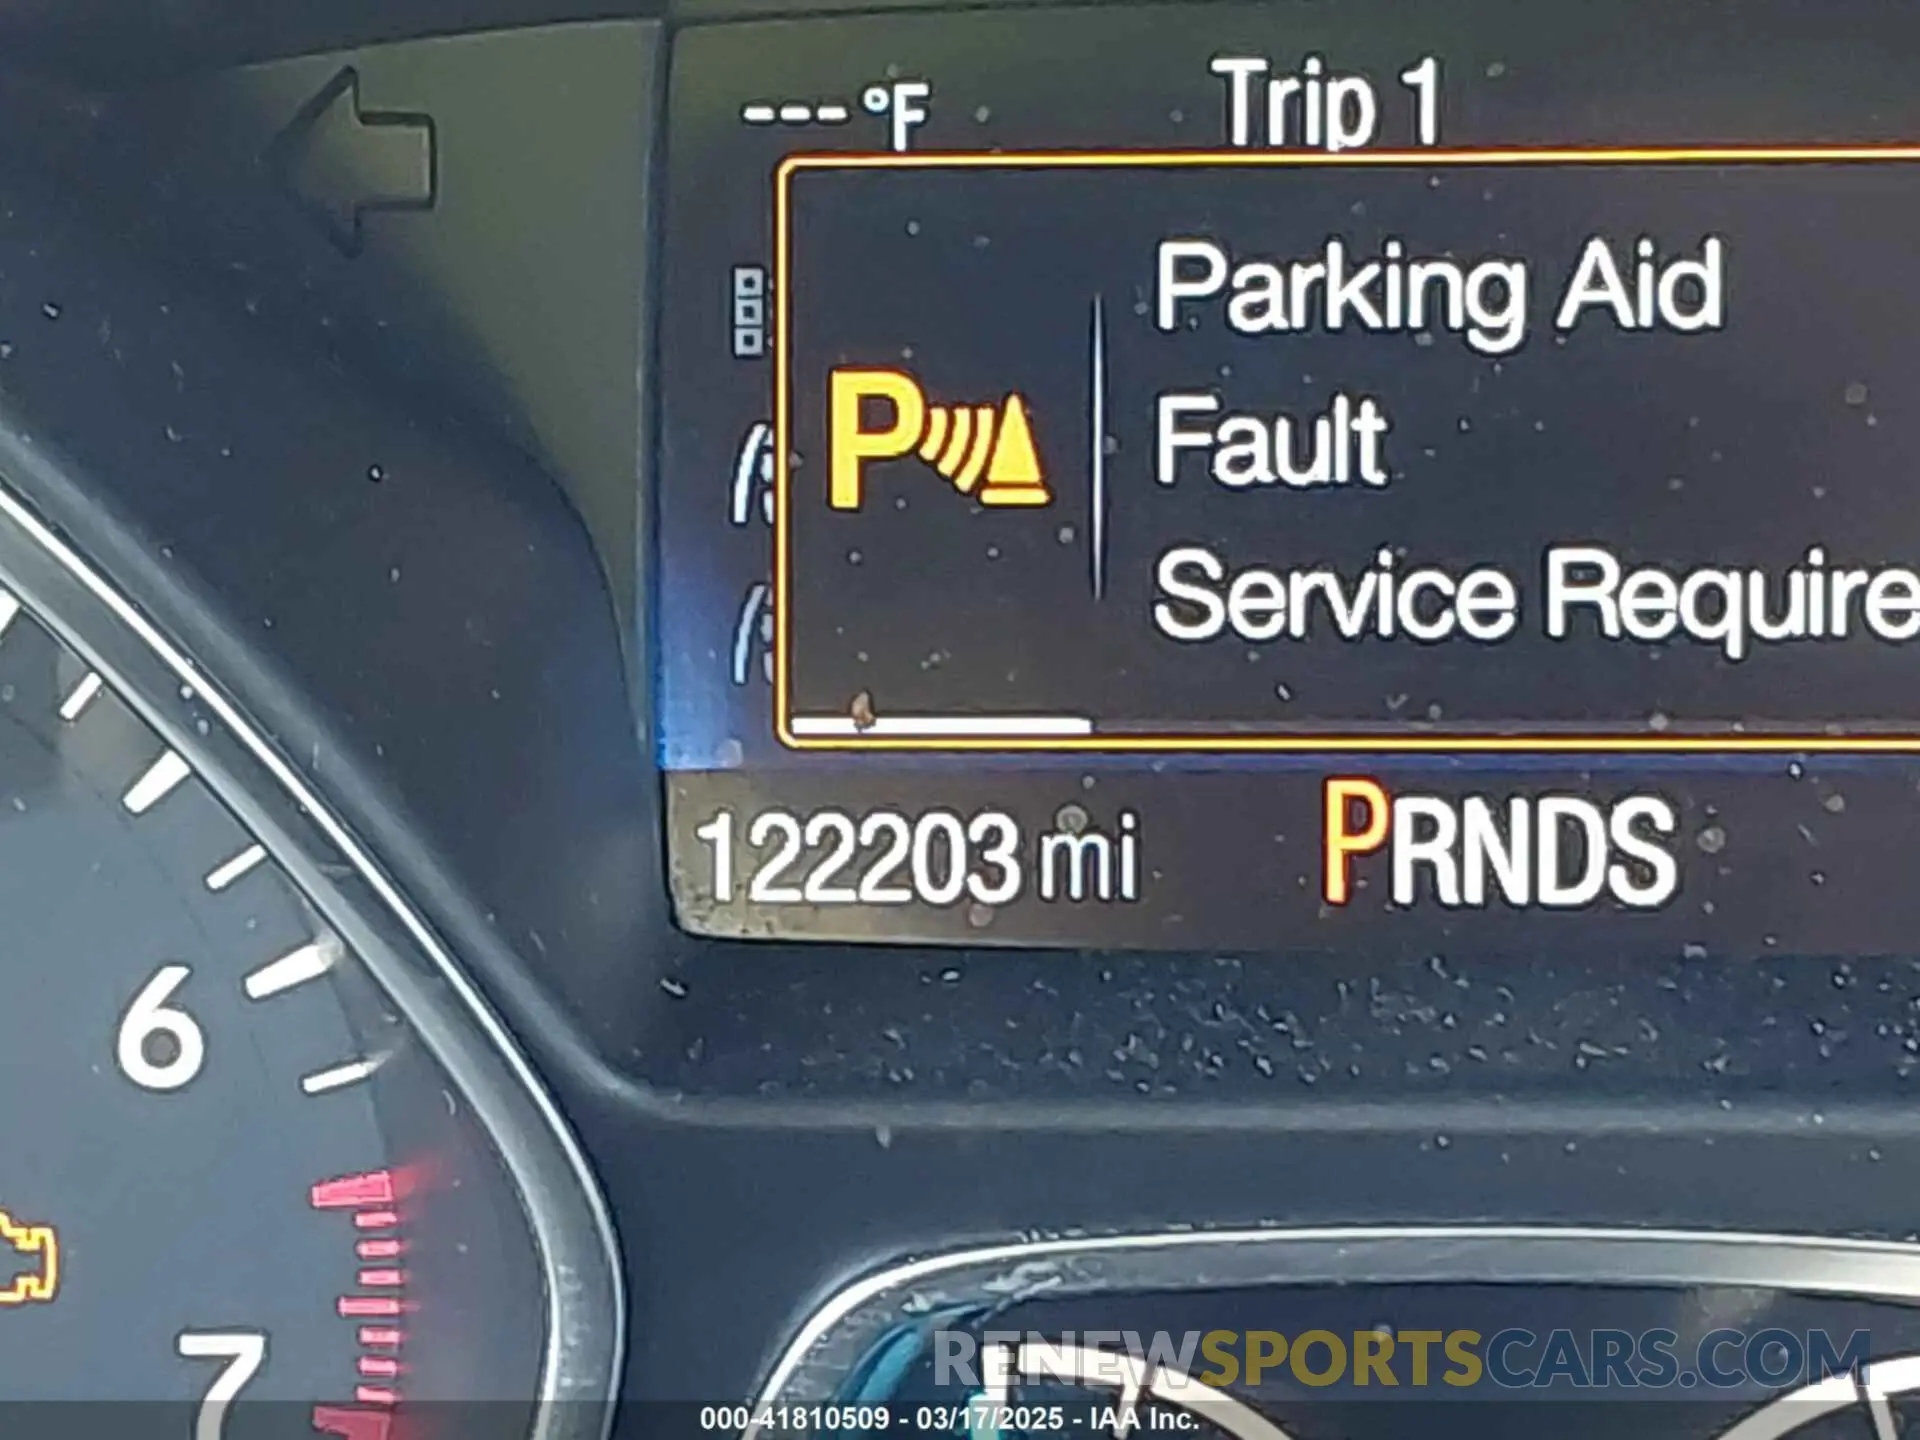 ---°F Trip 1
Parking Aid
Fault
Service Require
122203 mi PRNDS
6
7
RENEWSPORTSCARS.COM
000-41810509 - 03/17/2025 - IAA Inc.